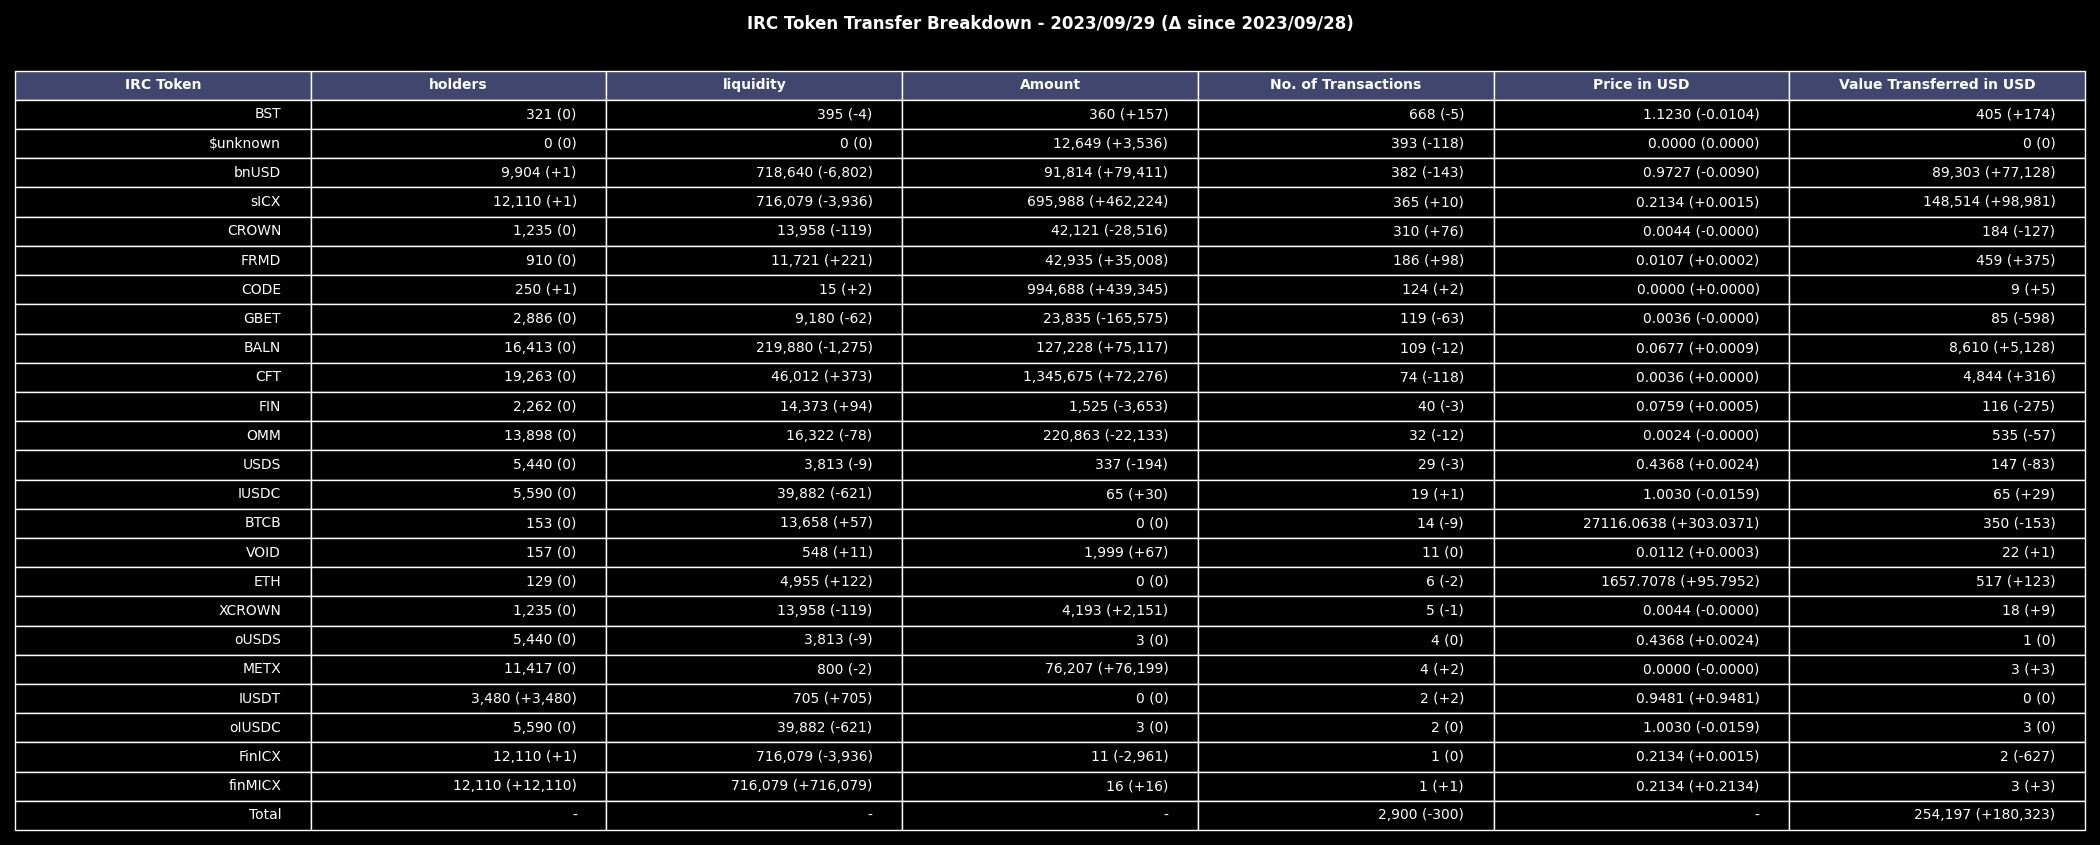 IRC Token Transfer Breakdown - 2023/09/29 (Δ since 2023/09/28)
IRC Token holders liquidity Amount No. of Transactions Price in USD Value Transferred in USD
BST 321 (0) 395 (-4) 360 (+157) 668 (-5) 1.1230 (-0.0104) 405 (+174)
$unknown 0 (0) 0 (0) 12,649 (+3,536) 393 (-118) 0.0000 (0.0000) 0 (0)
bnUSD 9,904 (+1) 718,640 (-6,802) 91,814 (+79,411) 382 (-143) 0.9727 (-0.0090) 89,303 (+77,128)
sICX 12,110 (+1) 716,079 (-3,936) 695,988 (+462,224) 365 (+10) 0.2134 (+0.0015) 148,514 (+98,981)
CROWN 1,235 (0) 13,958 (-119) 42,121 (-28,516) 310 (+76) 0.0044 (-0.0000) 184 (-127)
FRMD 910 (0) 11,721 (+221) 42,935 (+35,008) 186 (+98) 0.0107 (+0.0002) 459 (+375)
CODE 250 (+1) 15 (+2) 994,688 (+439,345) 124 (+2) 0.0000 (+0.0000) 9 (+5)
GBET 2,886 (0) 9,180 (-62) 23,835 (-165,575) 119 (-63) 0.0036 (-0.0000) 85 (-598)
BALN 16,413 (0) 219,880 (-1,275) 127,228 (+75,117) 109 (-12) 0.0677 (+0.0009) 8,610 (+5,128)
CFT 19,263 (0) 46,012 (+373) 1,345,675 (+72,276) 74 (-118) 0.0036 (+0.0000) 4,844 (+316)
FIN 2,262 (0) 14,373 (+94) 1,525 (-3,653) 40 (-3) 0.0759 (+0.0005) 116 (-275)
OMM 13,898 (0) 16,322 (-78) 220,863 (-22,133) 32 (-12) 0.0024 (-0.0000) 535 (-57)
USDS 5,440 (0) 3,813 (-9) 337 (-194) 29 (-3) 0.4368 (+0.0024) 147 (-83)
IUSDC 5,590 (0) 39,882 (-621) 65 (+30) 19 (+1) 1.0030 (-0.0159) 65 (+29)
BTCB 153 (0) 13,658 (+57) 0 (0) 14 (-9) 27116.0638 (+303.0371) 350 (-153)
VOID 157 (0) 548 (+11) 1,999 (+67) 11 (0) 0.0112 (+0.0003) 22 (+1)
ETH 129 (0) 4,955 (+122) 0 (0) 6 (-2) 1657.7078 (+95.7952) 517 (+123)
XCROWN 1,235 (0) 13,958 (-119) 4,193 (+2,151) 5 (-1) 0.0044 (-0.0000) 18 (+9)
oUSDS 5,440 (0) 3,813 (-9) 3 (0) 4 (0) 0.4368 (+0.0024) 1 (0)
METX 11,417 (0) 800 (-2) 76,207 (+76,199) 4 (+2) 0.0000 (-0.0000) 3 (+3)
IUSDT 3,480 (+3,480) 705 (+705) 0 (0) 2 (+2) 0.9481 (+0.9481) 0 (0)
oIUSDC 5,590 (0) 39,882 (-621) 3 (0) 2 (0) 1.0030 (-0.0159) 3 (0)
FinICX 12,110 (+1) 716,079 (-3,936) 11 (-2,961) 1 (0) 0.2134 (+0.0015) 2 (-627)
finMICX 12,110 (+12,110) 716,079 (+716,079) 16 (+16) 1 (+1) 0.2134 (+0.2134) 3 (+3)
Total - - - 2,900 (-300) - 254,197 (+180,323)